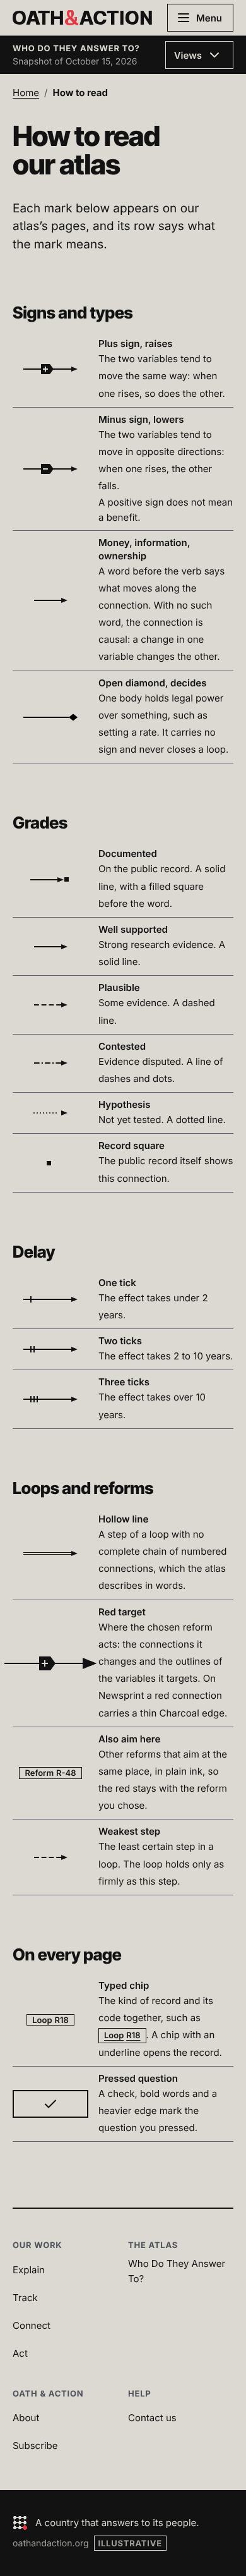 OATH&ACTION
Menu
WHO DO THEY ANSWER TO?
Snapshot of October 15, 2026
Views
Home / How to read
How to read
our atlas
Each mark below appears on our
atlas’s pages, and its row says what
the mark means.
Signs and types
Plus sign, raises
The two variables tend to
move the same way: when
one rises, so does the other.
Minus sign, lowers
The two variables tend to
move in opposite directions:
when one rises, the other
falls.
A positive sign does not mean
a benefit.
Money, information,
ownership
A word before the verb says
what moves along the
connection. With no such
word, the connection is
causal: a change in one
variable changes the other.
Open diamond, decides
One body holds legal power
over something, such as
setting a rate. It carries no
sign and never closes a loop.
Grades
Documented
On the public record. A solid
line, with a filled square
before the word.
Well supported
Strong research evidence. A
solid line.
Plausible
Some evidence. A dashed
line.
Contested
Evidence disputed. A line of
dashes and dots.
Hypothesis
Not yet tested. A dotted line.
Record square
The public record itself shows
this connection.
Delay
One tick
The effect takes under 2
years.
Two ticks
The effect takes 2 to 10 years.
Three ticks
The effect takes over 10
years.
Loops and reforms
Hollow line
A step of a loop with no
complete chain of numbered
connections, which the atlas
describes in words.
Red target
Where the chosen reform
acts: the connections it
changes and the outlines of
the variables it targets. On
Newsprint a red connection
carries a thin Charcoal edge.
Reform R-48
Also aim here
Other reforms that aim at the
same place, in plain ink, so
the red stays with the reform
you chose.
Weakest step
The least certain step in a
loop. The loop holds only as
firmly as this step.
On every page
Loop R18
Typed chip
The kind of record and its
code together, such as
Loop R18. A chip with an
underline opens the record.
Pressed question
A check, bold words and a
heavier edge mark the
question you pressed.
OUR WORK
Explain
Track
Connect
Act
THE ATLAS
Who Do They Answer
To?
OATH & ACTION
About
Subscribe
HELP
Contact us
A country that answers to its people.
oathandaction.org ILLUSTRATIVE